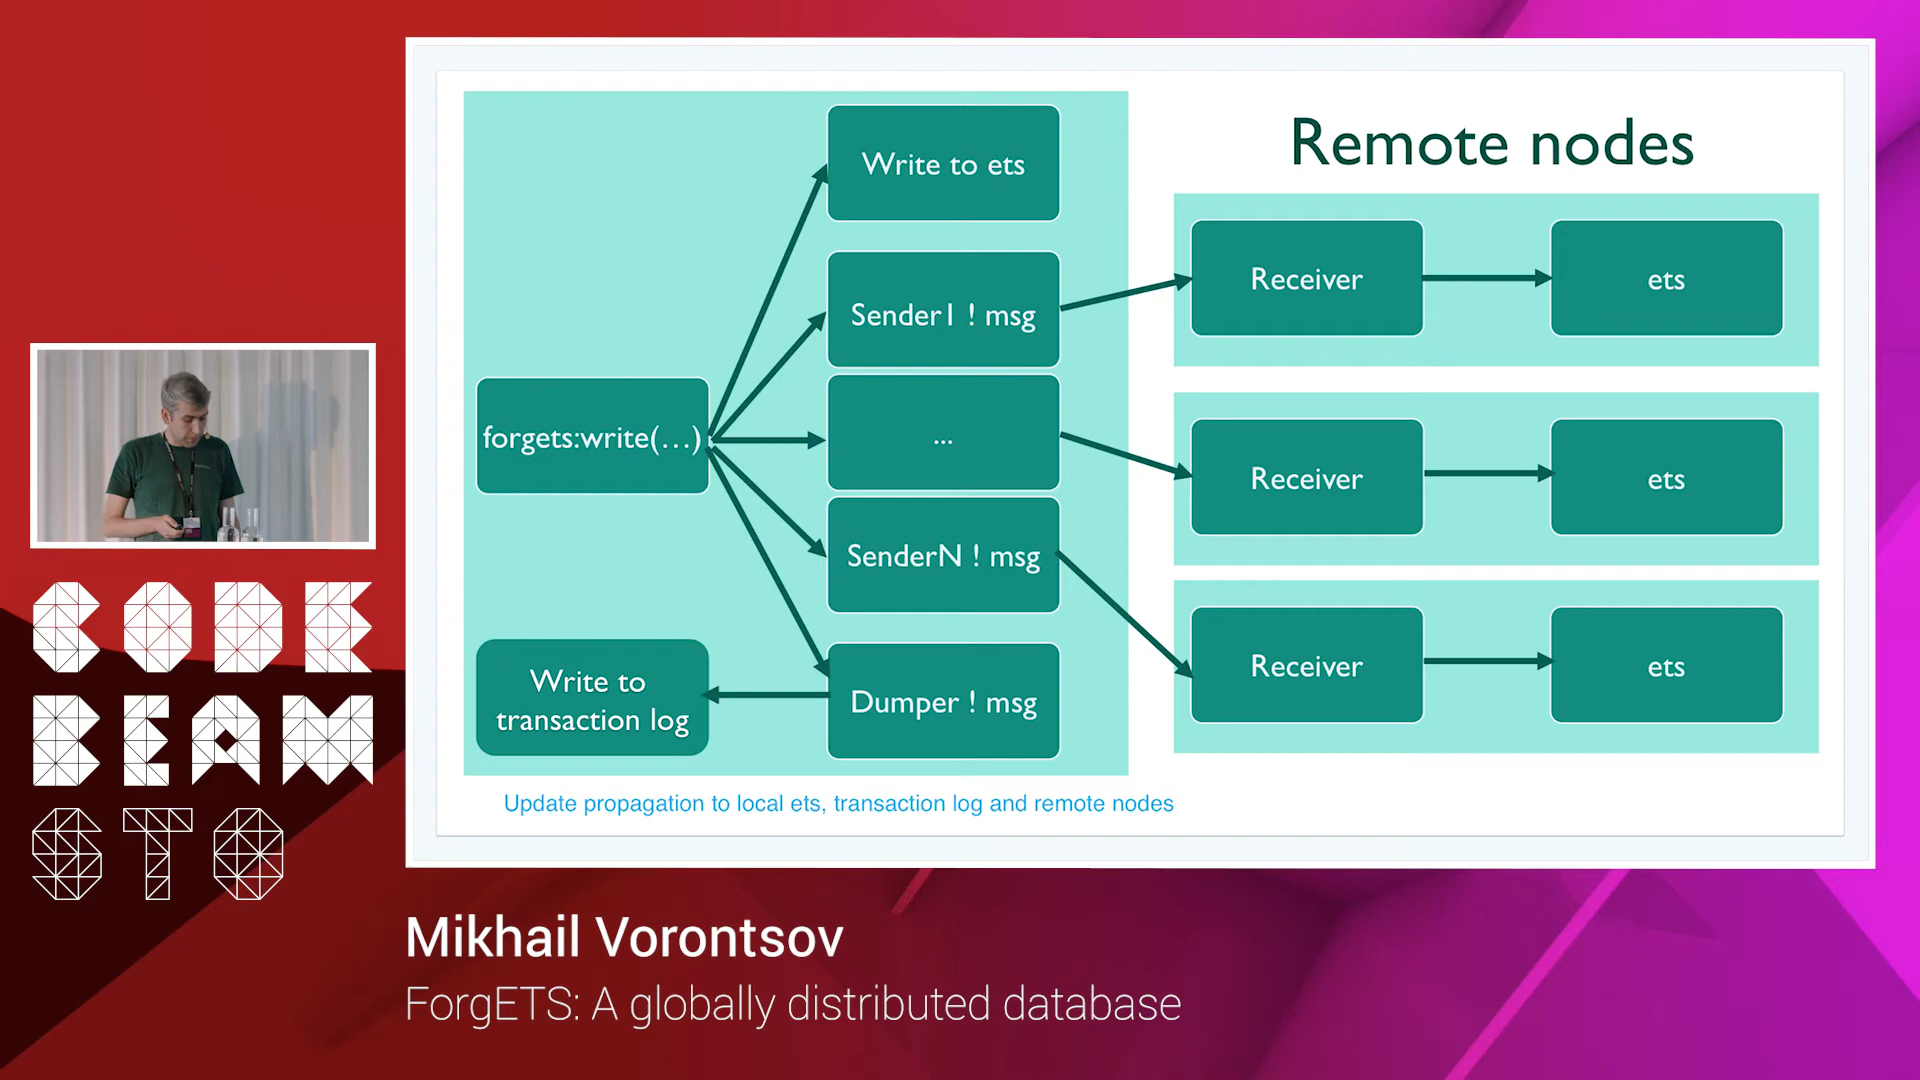 Remote nodes
Write to ets
Sender1 ! msg
...
SenderN ! msg
Dumper ! msg
forgets:write(...)
Write to
transaction log
Receiver
ets
Receiver
ets
Receiver
ets
Update propagation to local ets, transaction log and remote nodes
CODE
BEAM
STO
Mikhail Vorontsov
ForgETS: A globally distributed database